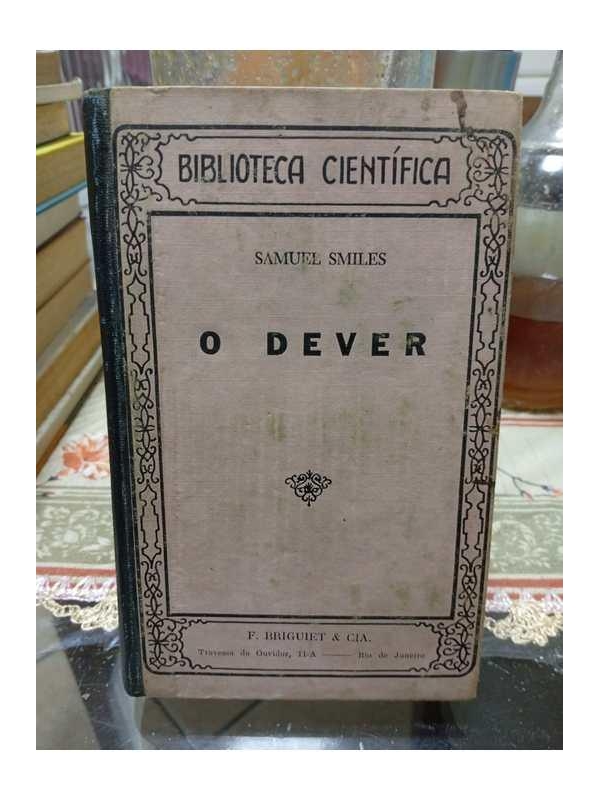 BIBLIOTECA CIENTÍFICA
SAMUEL SMILES
O DEVER
F. BRIGUIET & CIA.
Travessa do Ouvidor, 11-A —— Rio de Janeiro